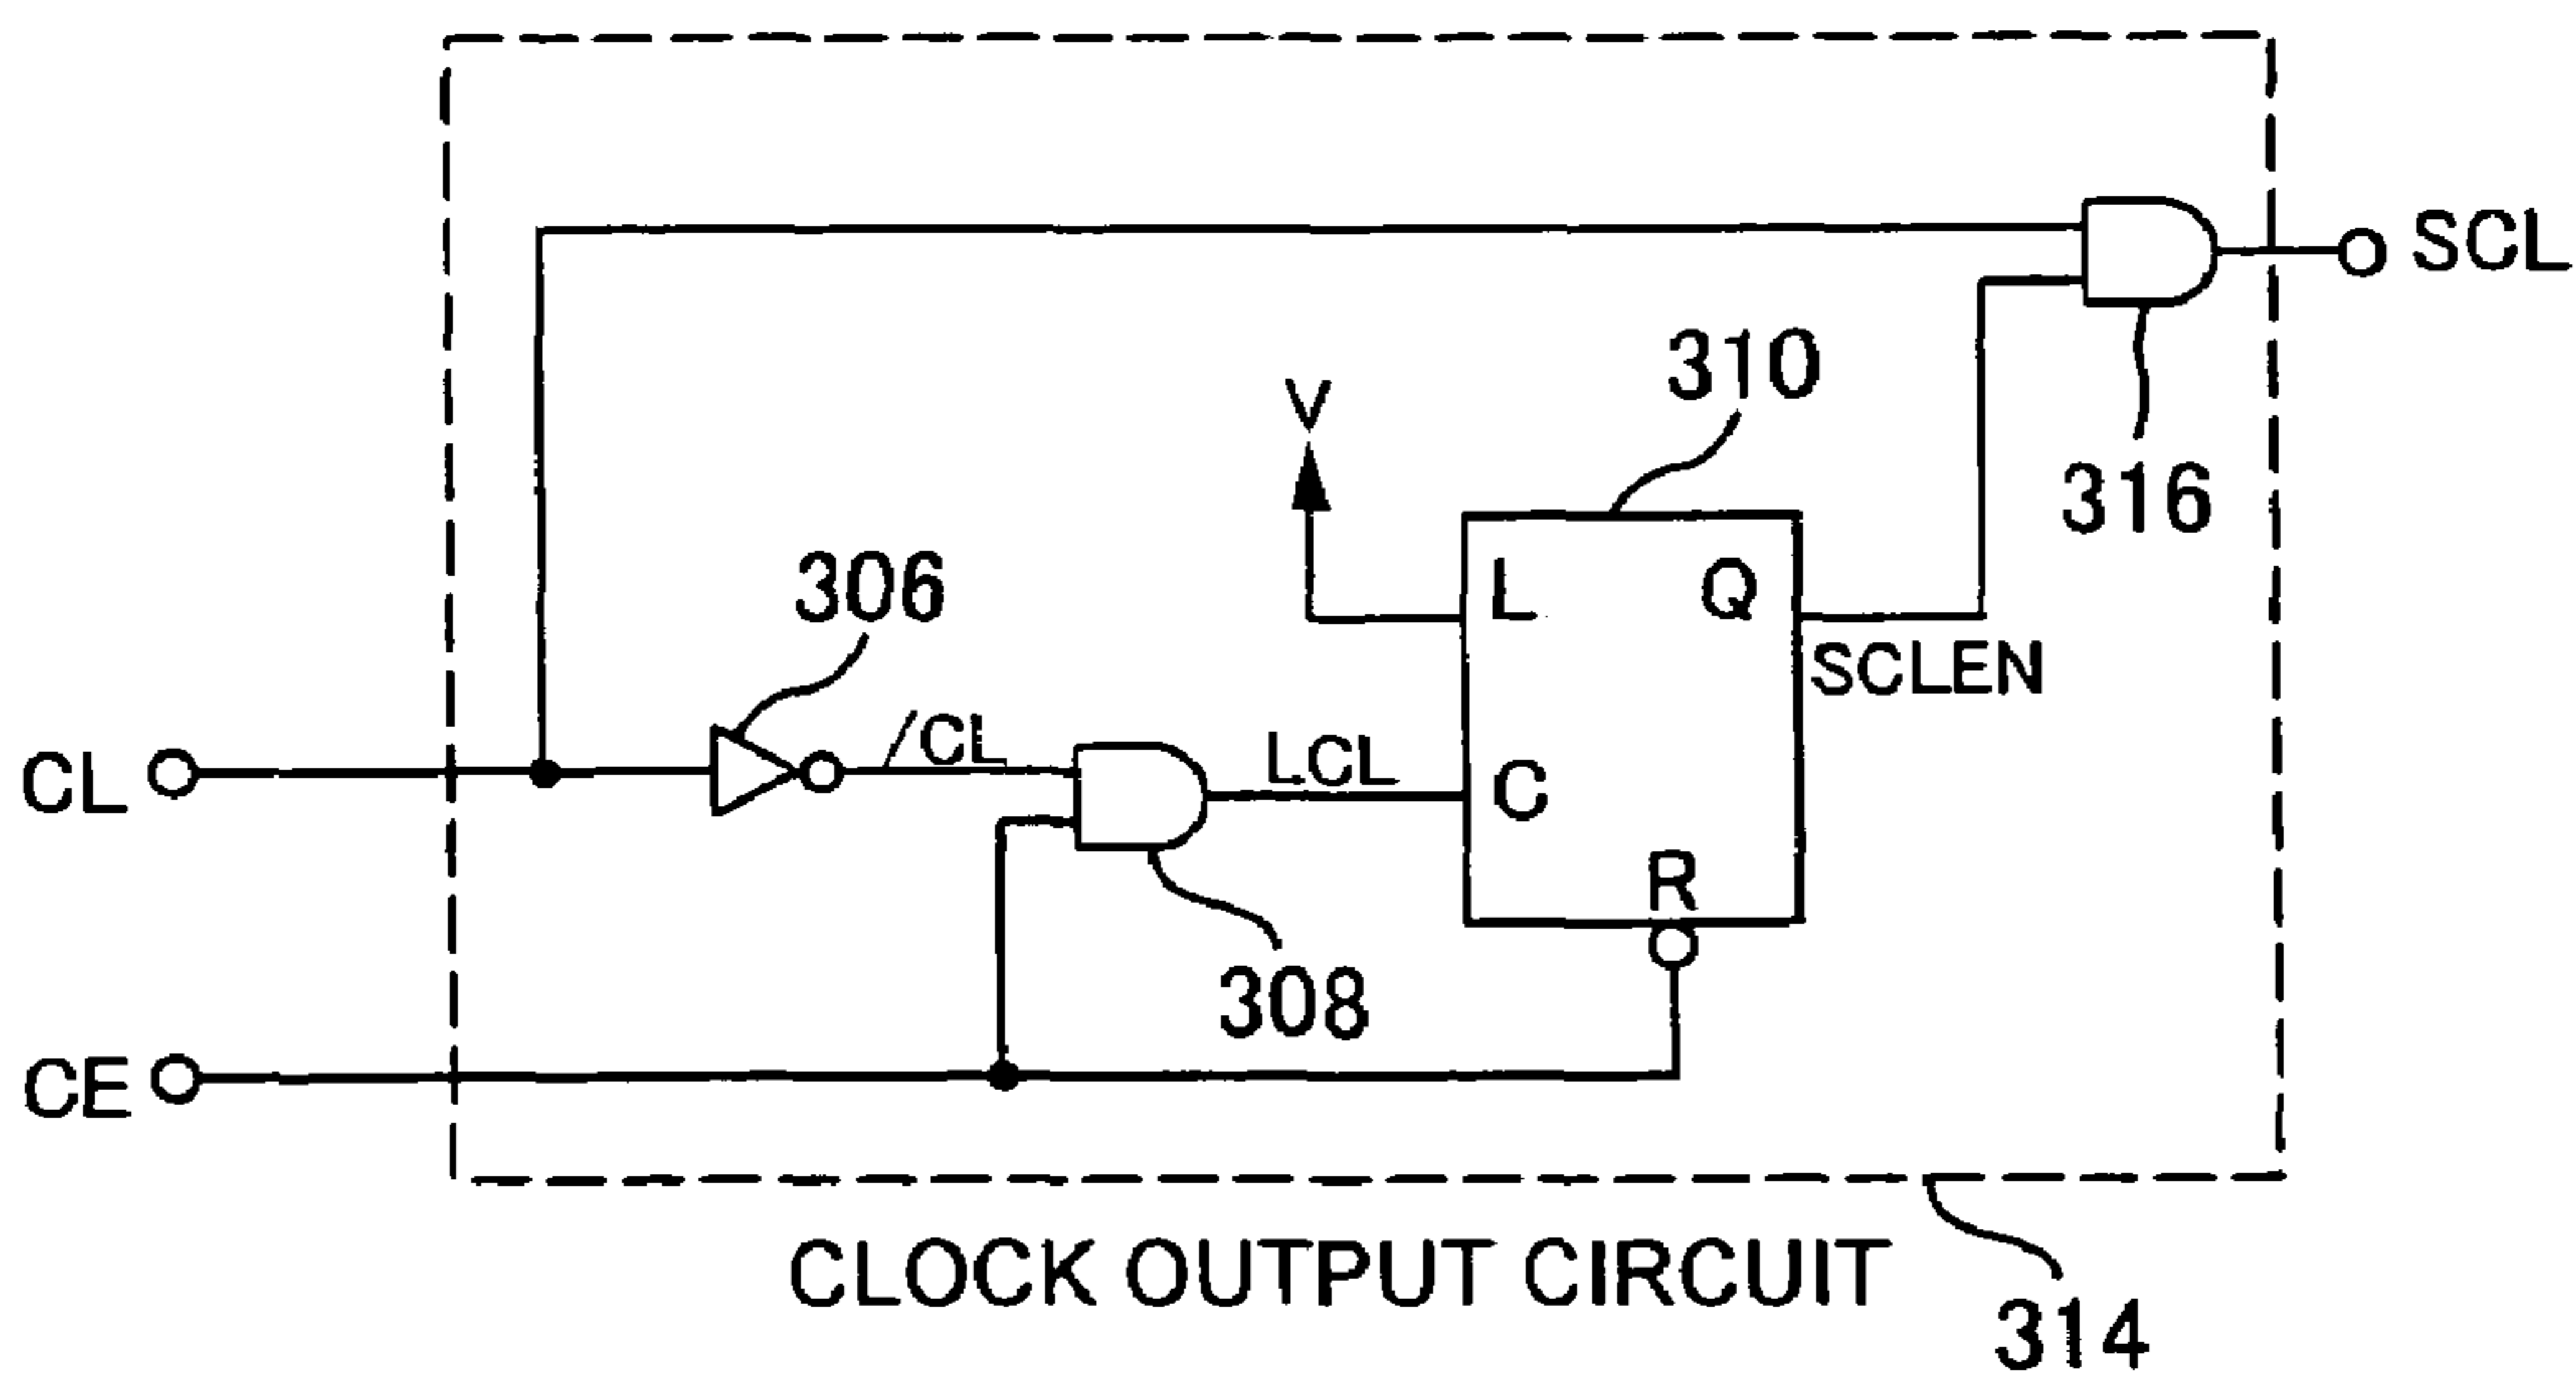 SCL
310
V
316
306
L
Q
SCLEN
/CL
LCL
CL
C
R
308
CE
CLOCK OUTPUT CIRCUIT
314